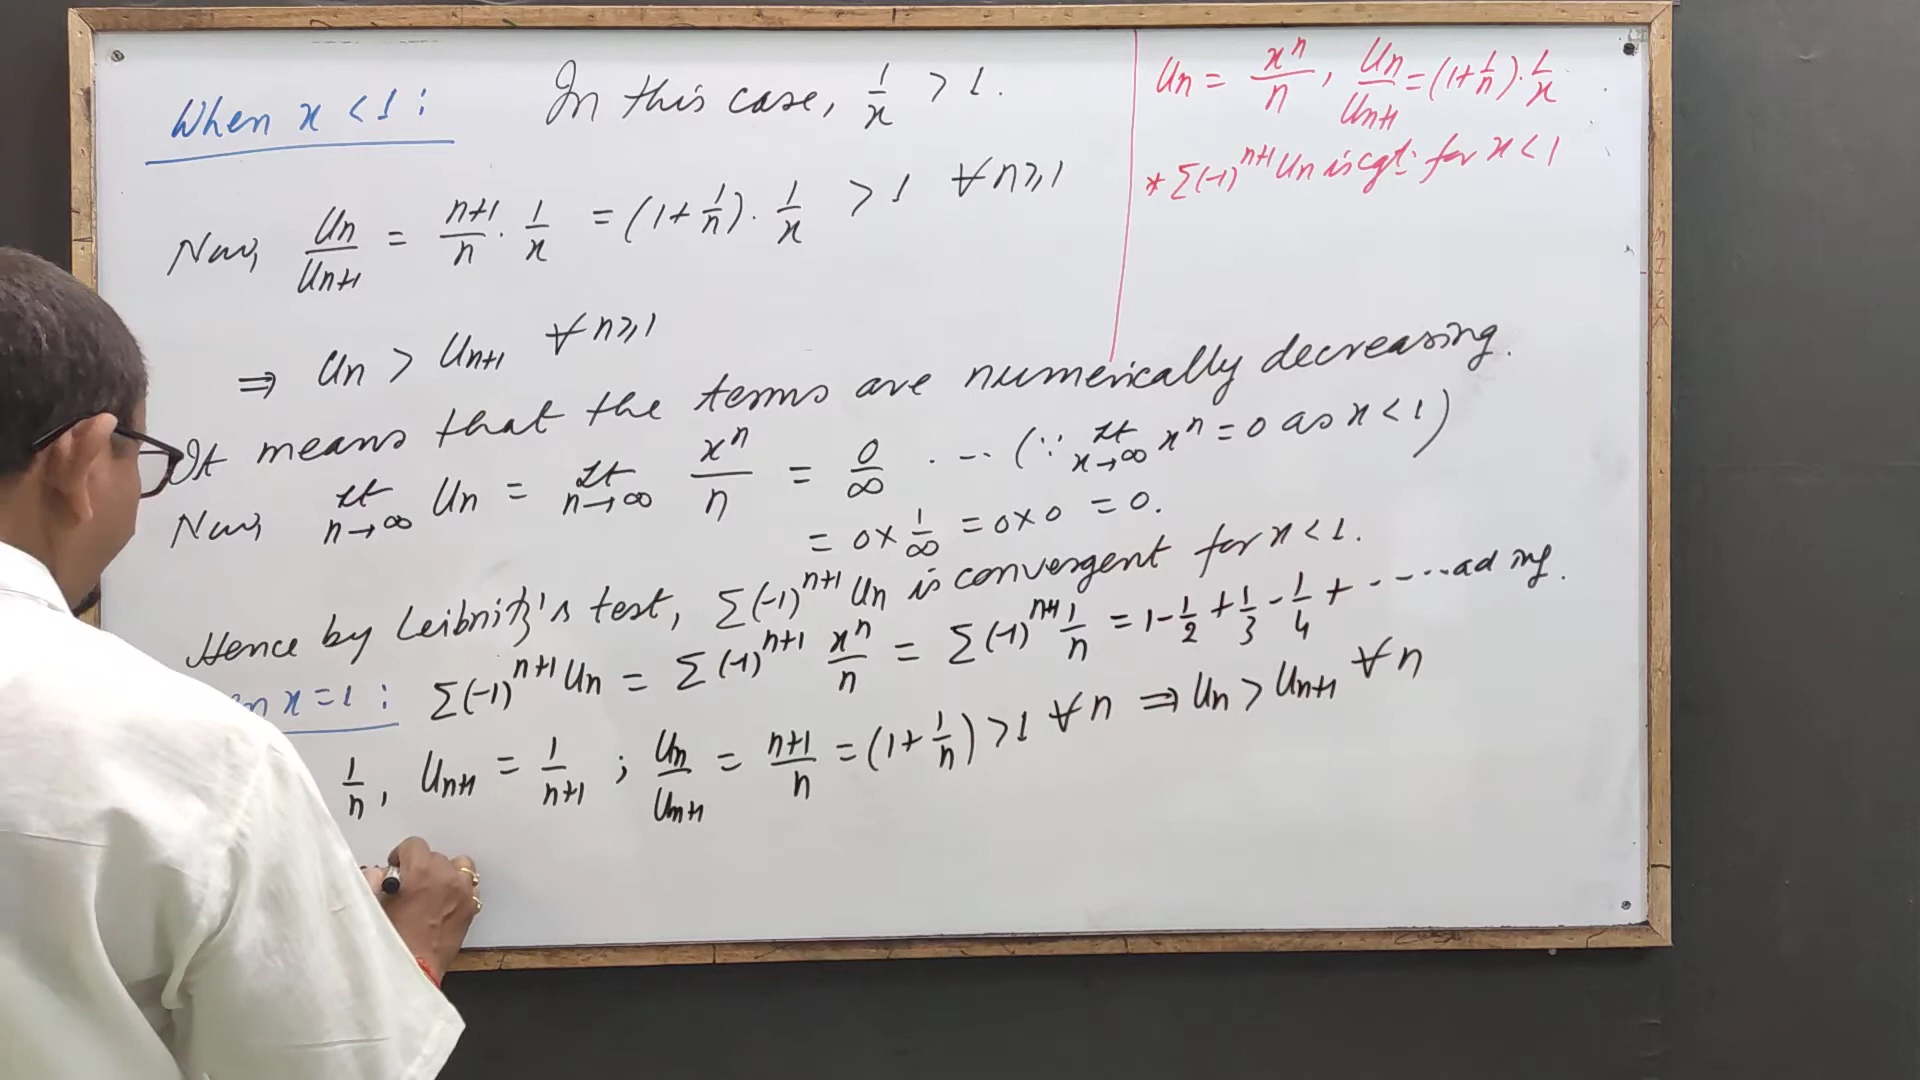 When x < 1 : In this case, 1/x > 1.
Now, Un/Un+1 = n+1/n · 1/x = (1+1/n) · 1/x > 1 ∀ n ⩾ 1
⇒ Un > Un+1 ∀ n ⩾ 1
It means that the terms are numerically decreasing.
Now, lt n→∞ Un = lt n→∞ xⁿ/n = 0/∞ . -- (∵ lt x→∞ xⁿ = 0 as x < 1)
= 0 × 1/∞ = 0 × 0 = 0.
Hence by Leibnitz's test, Σ(-1)ⁿ⁺¹ Un is convergent for x < 1.
x = 1 : Σ(-1)ⁿ⁺¹ Un = Σ(-1)ⁿ⁺¹ xⁿ/n = Σ(-1)ⁿ⁺¹ 1/n = 1 - 1/2 + 1/3 - 1/4 + ----- ad inf.
1/n, Un+1 = 1/n+1 ; Un/Un+1 = n+1/n = (1+1/n) > 1 ∀ n ⇒ Un > Un+1 ∀ n
Un = xⁿ/n, Un/Un+1 = (1+1/n) · 1/x
* Σ(-1)ⁿ⁺¹ Un is cgt. for x < 1